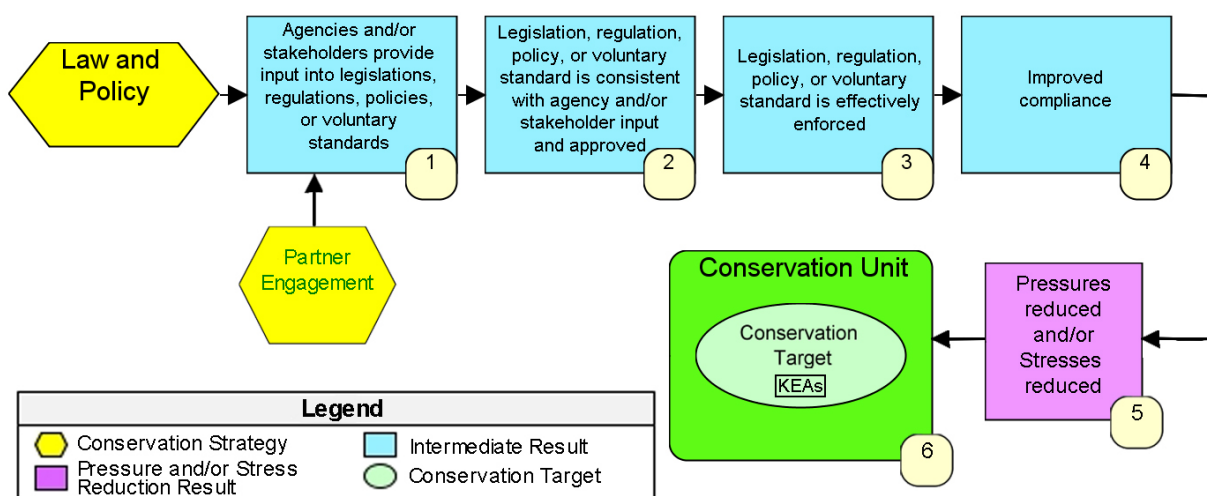 Law and
Policy
Agencies and/or
stakeholders provide
input into legislations,
regulations, policies,
or voluntary
standards
1
Legislation, regulation,
policy, or voluntary
standard is consistent
with agency and/or
stakeholder input
and approved
2
Legislation, regulation,
policy, or voluntary
standard is effectively
enforced
3
Improved
compliance
4
Partner
Engagement
Conservation Unit
Conservation
Target
KEAs
6
Pressures
reduced
and/or
Stresses
reduced
5
Legend
Conservation Strategy
Intermediate Result
Pressure and/or Stress
Reduction Result
Conservation Target